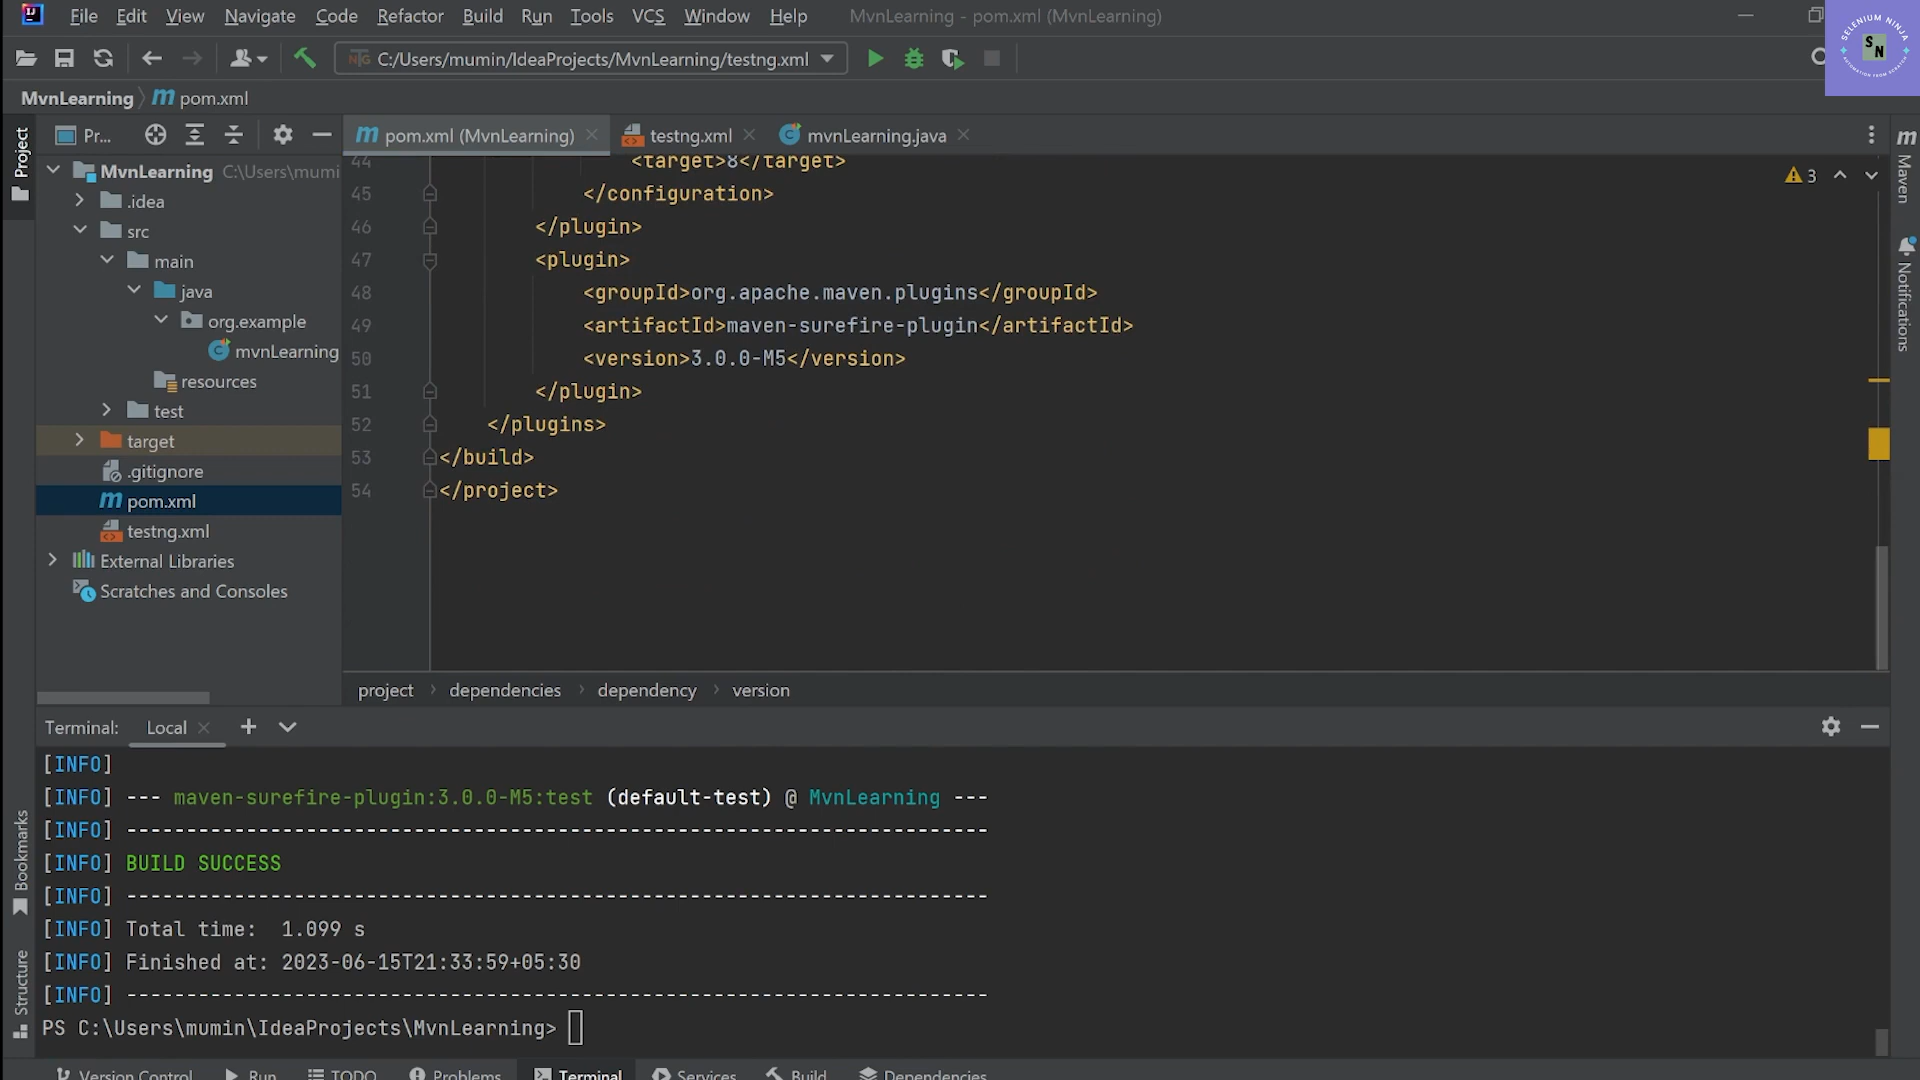 File Edit View Navigate Code Refactor Build Run Tools VCS Window Help MvnLearning - pom.xml (MvnLearning)
SELENIUM NINJA
S N
AUTOMATION FROM SCRATCH
C:/Users/mumin/IdeaProjects/MvnLearning/testng.xml
MvnLearning pom.xml
Project
Pr...
pom.xml (MvnLearning) testng.xml mvnLearning.java
Maven
Notifications
MvnLearning C:\Users\mumi
.idea
src
main
java
org.example
mvnLearning
resources
test
target
.gitignore
pom.xml
testng.xml
External Libraries
Scratches and Consoles
3
44 <target>8</target>
45 </configuration>
46 </plugin>
47 <plugin>
48 <groupId>org.apache.maven.plugins</groupId>
49 <artifactId>maven-surefire-plugin</artifactId>
50 <version>3.0.0-M5</version>
51 </plugin>
52 </plugins>
53 </build>
54 </project>
project › dependencies › dependency › version
Terminal: Local
Bookmarks
Structure
[INFO]
[INFO] --- maven-surefire-plugin:3.0.0-M5:test (default-test) @ MvnLearning ---
[INFO] ------------------------------------------------------------------------
[INFO] BUILD SUCCESS
[INFO] ------------------------------------------------------------------------
[INFO] Total time:  1.099 s
[INFO] Finished at: 2023-06-15T21:33:59+05:30
[INFO] ------------------------------------------------------------------------
PS C:\Users\mumin\IdeaProjects\MvnLearning>
Version Control Run TODO Problems Terminal Services Build Dependencies